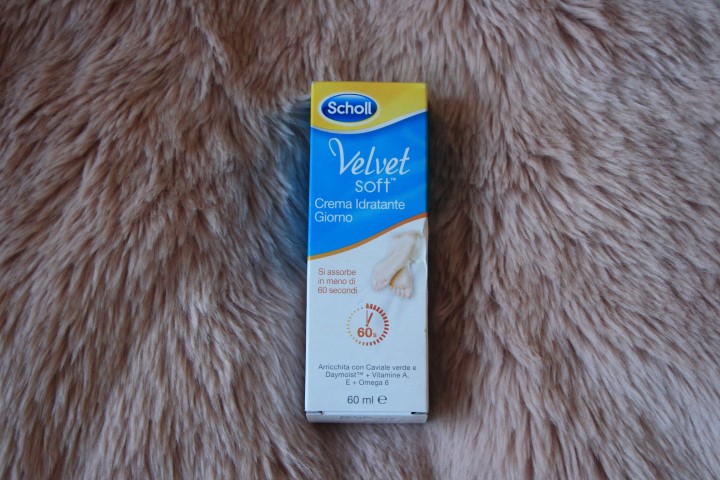 Scholl
Velvet
soft™
Crema Idratante
Giorno
Si assorbe
in meno di
60 secondi
60s
Arricchita con Caviale verde e
Daymoist™ + Vitamine A,
E + Omega 6
60 ml ℮